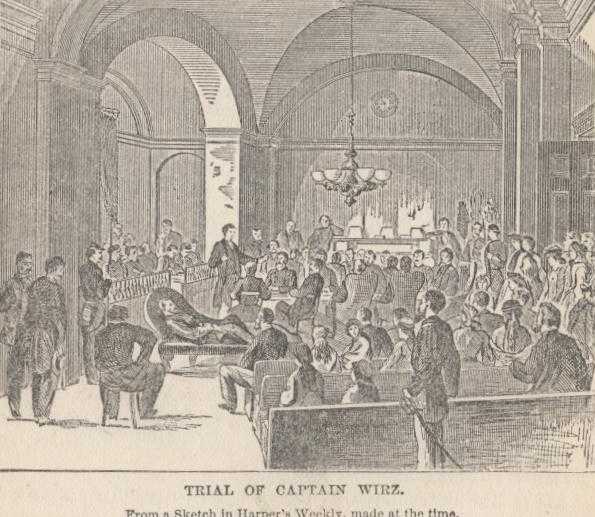 TRIAL OF CAPTAIN WIRZ.
From a Sketch in Harper's Weekly, made at the time.